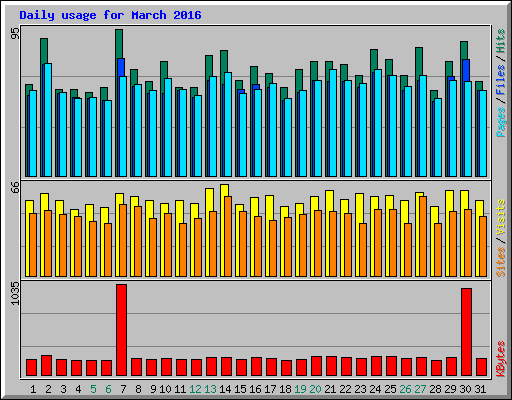 Daily usage for March 2016
95
Pages / Files / Hits
66
Sites / Visits
1035
KBytes
1 2 3 4 5 6 7 8 9 10 11 12 13 14 15 16 17 18 19 20 21 22 23 24 25 26 27 28 29 30 31